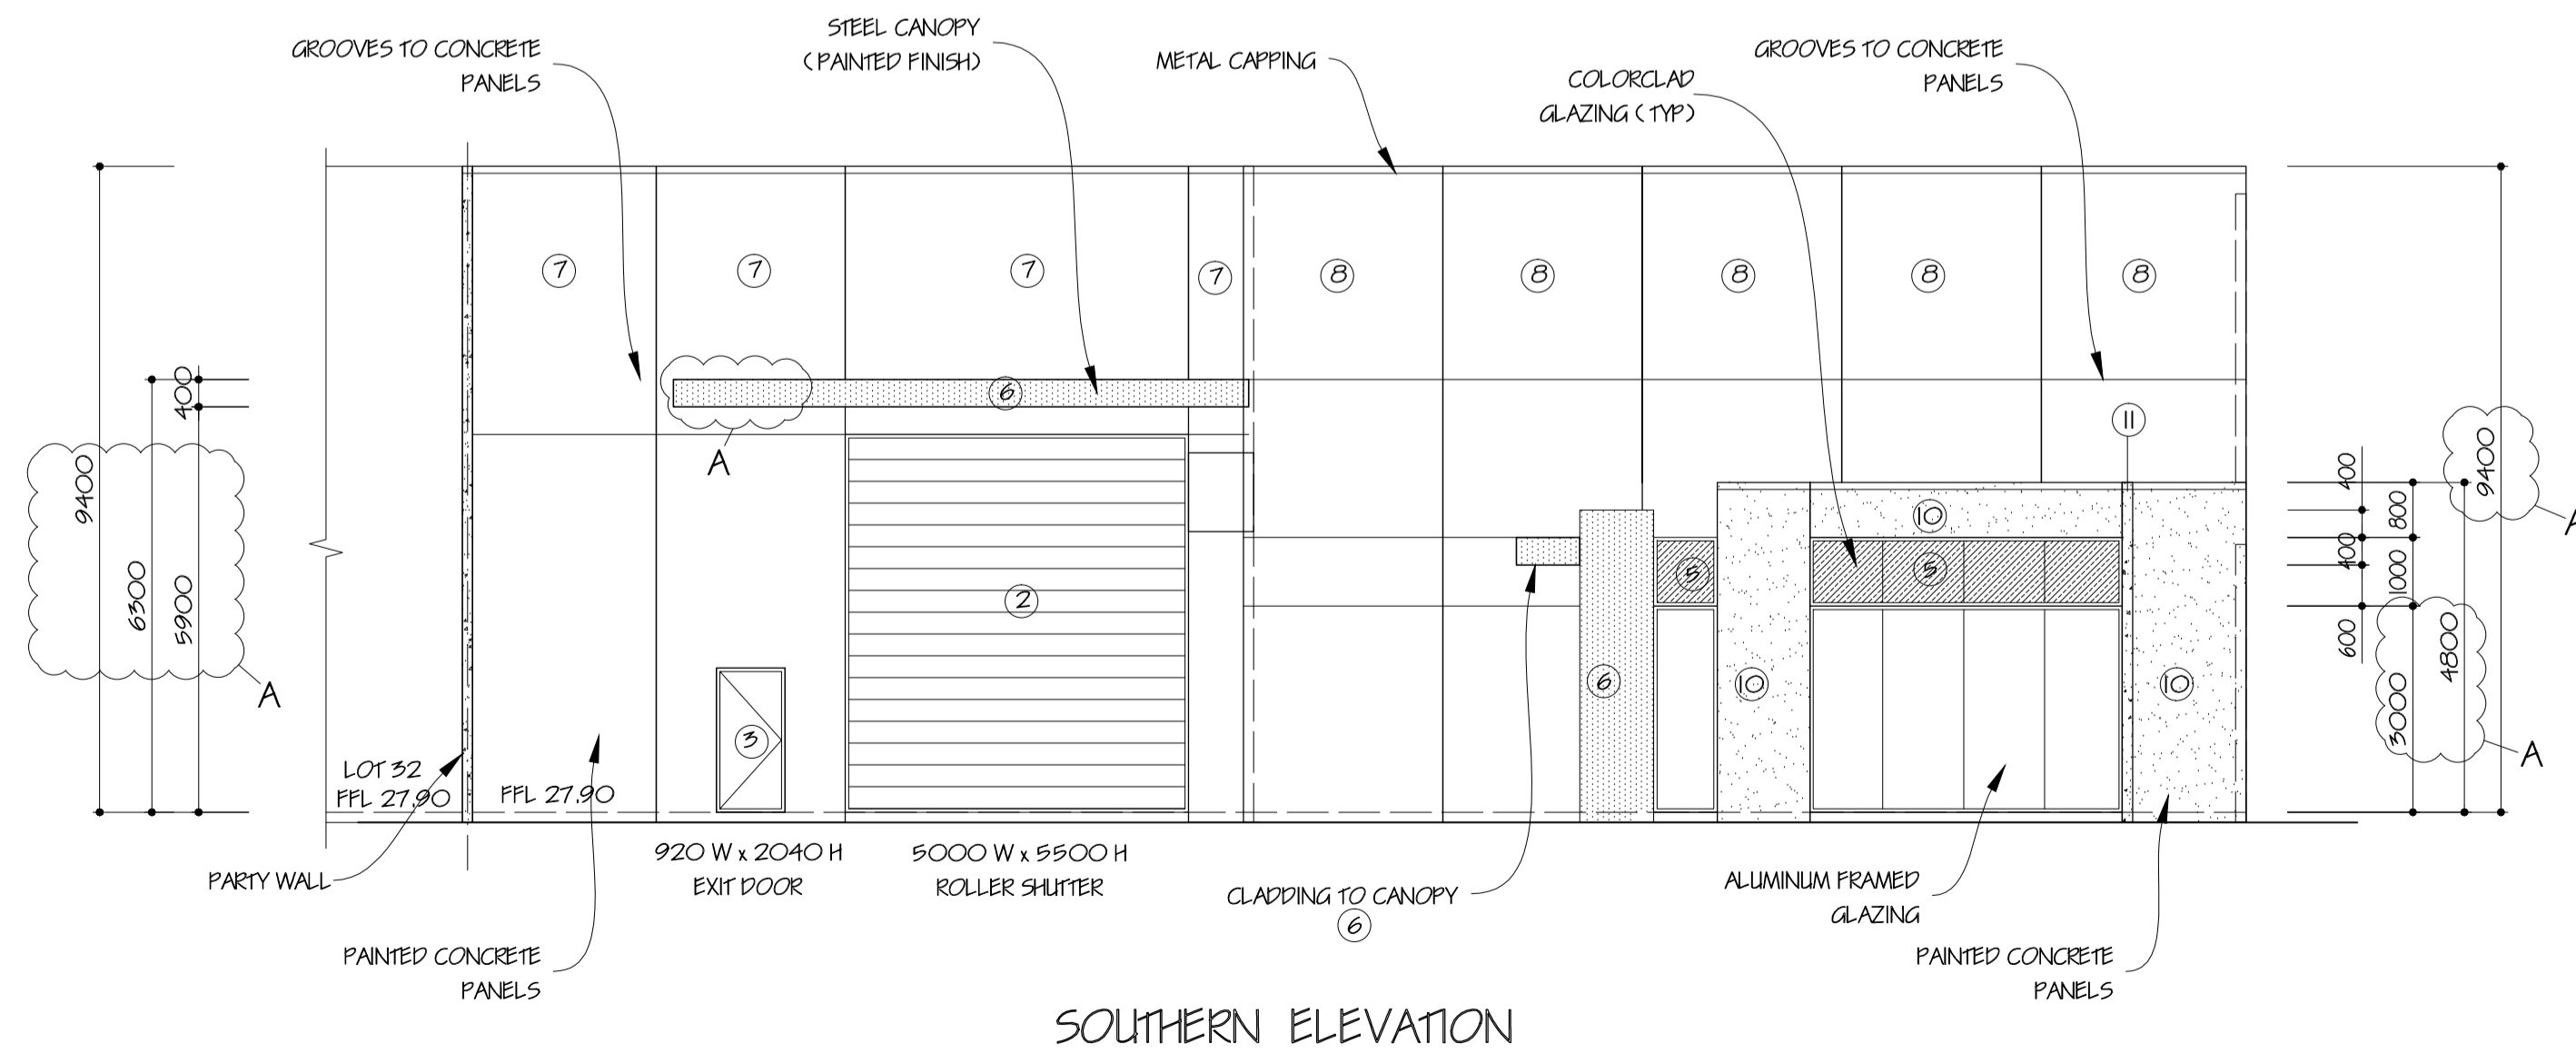 STEEL CANOPY
(PAINTED FINISH)
GROOVES TO CONCRETE
PANELS
METAL CAPPING
COLORCLAD
GLAZING (TYP)
GROOVES TO CONCRETE
PANELS
7
7
7
7
8
8
8
8
8
400
6
A
11
9400
6300
5900
A
2
3
LOT 32
FFL 27.90
FFL 27.90
10
5
5
6
10
10
400
800
400
1000
600
3000
4800
9400
A
A
PARTY WALL
920 W x 2040 H
EXIT DOOR
5000 W x 5500 H
ROLLER SHUTTER
CLADDING TO CANOPY
6
ALUMINUM FRAMED
GLAZING
PAINTED CONCRETE
PANELS
PAINTED CONCRETE
PANELS
SOUTHERN ELEVATION